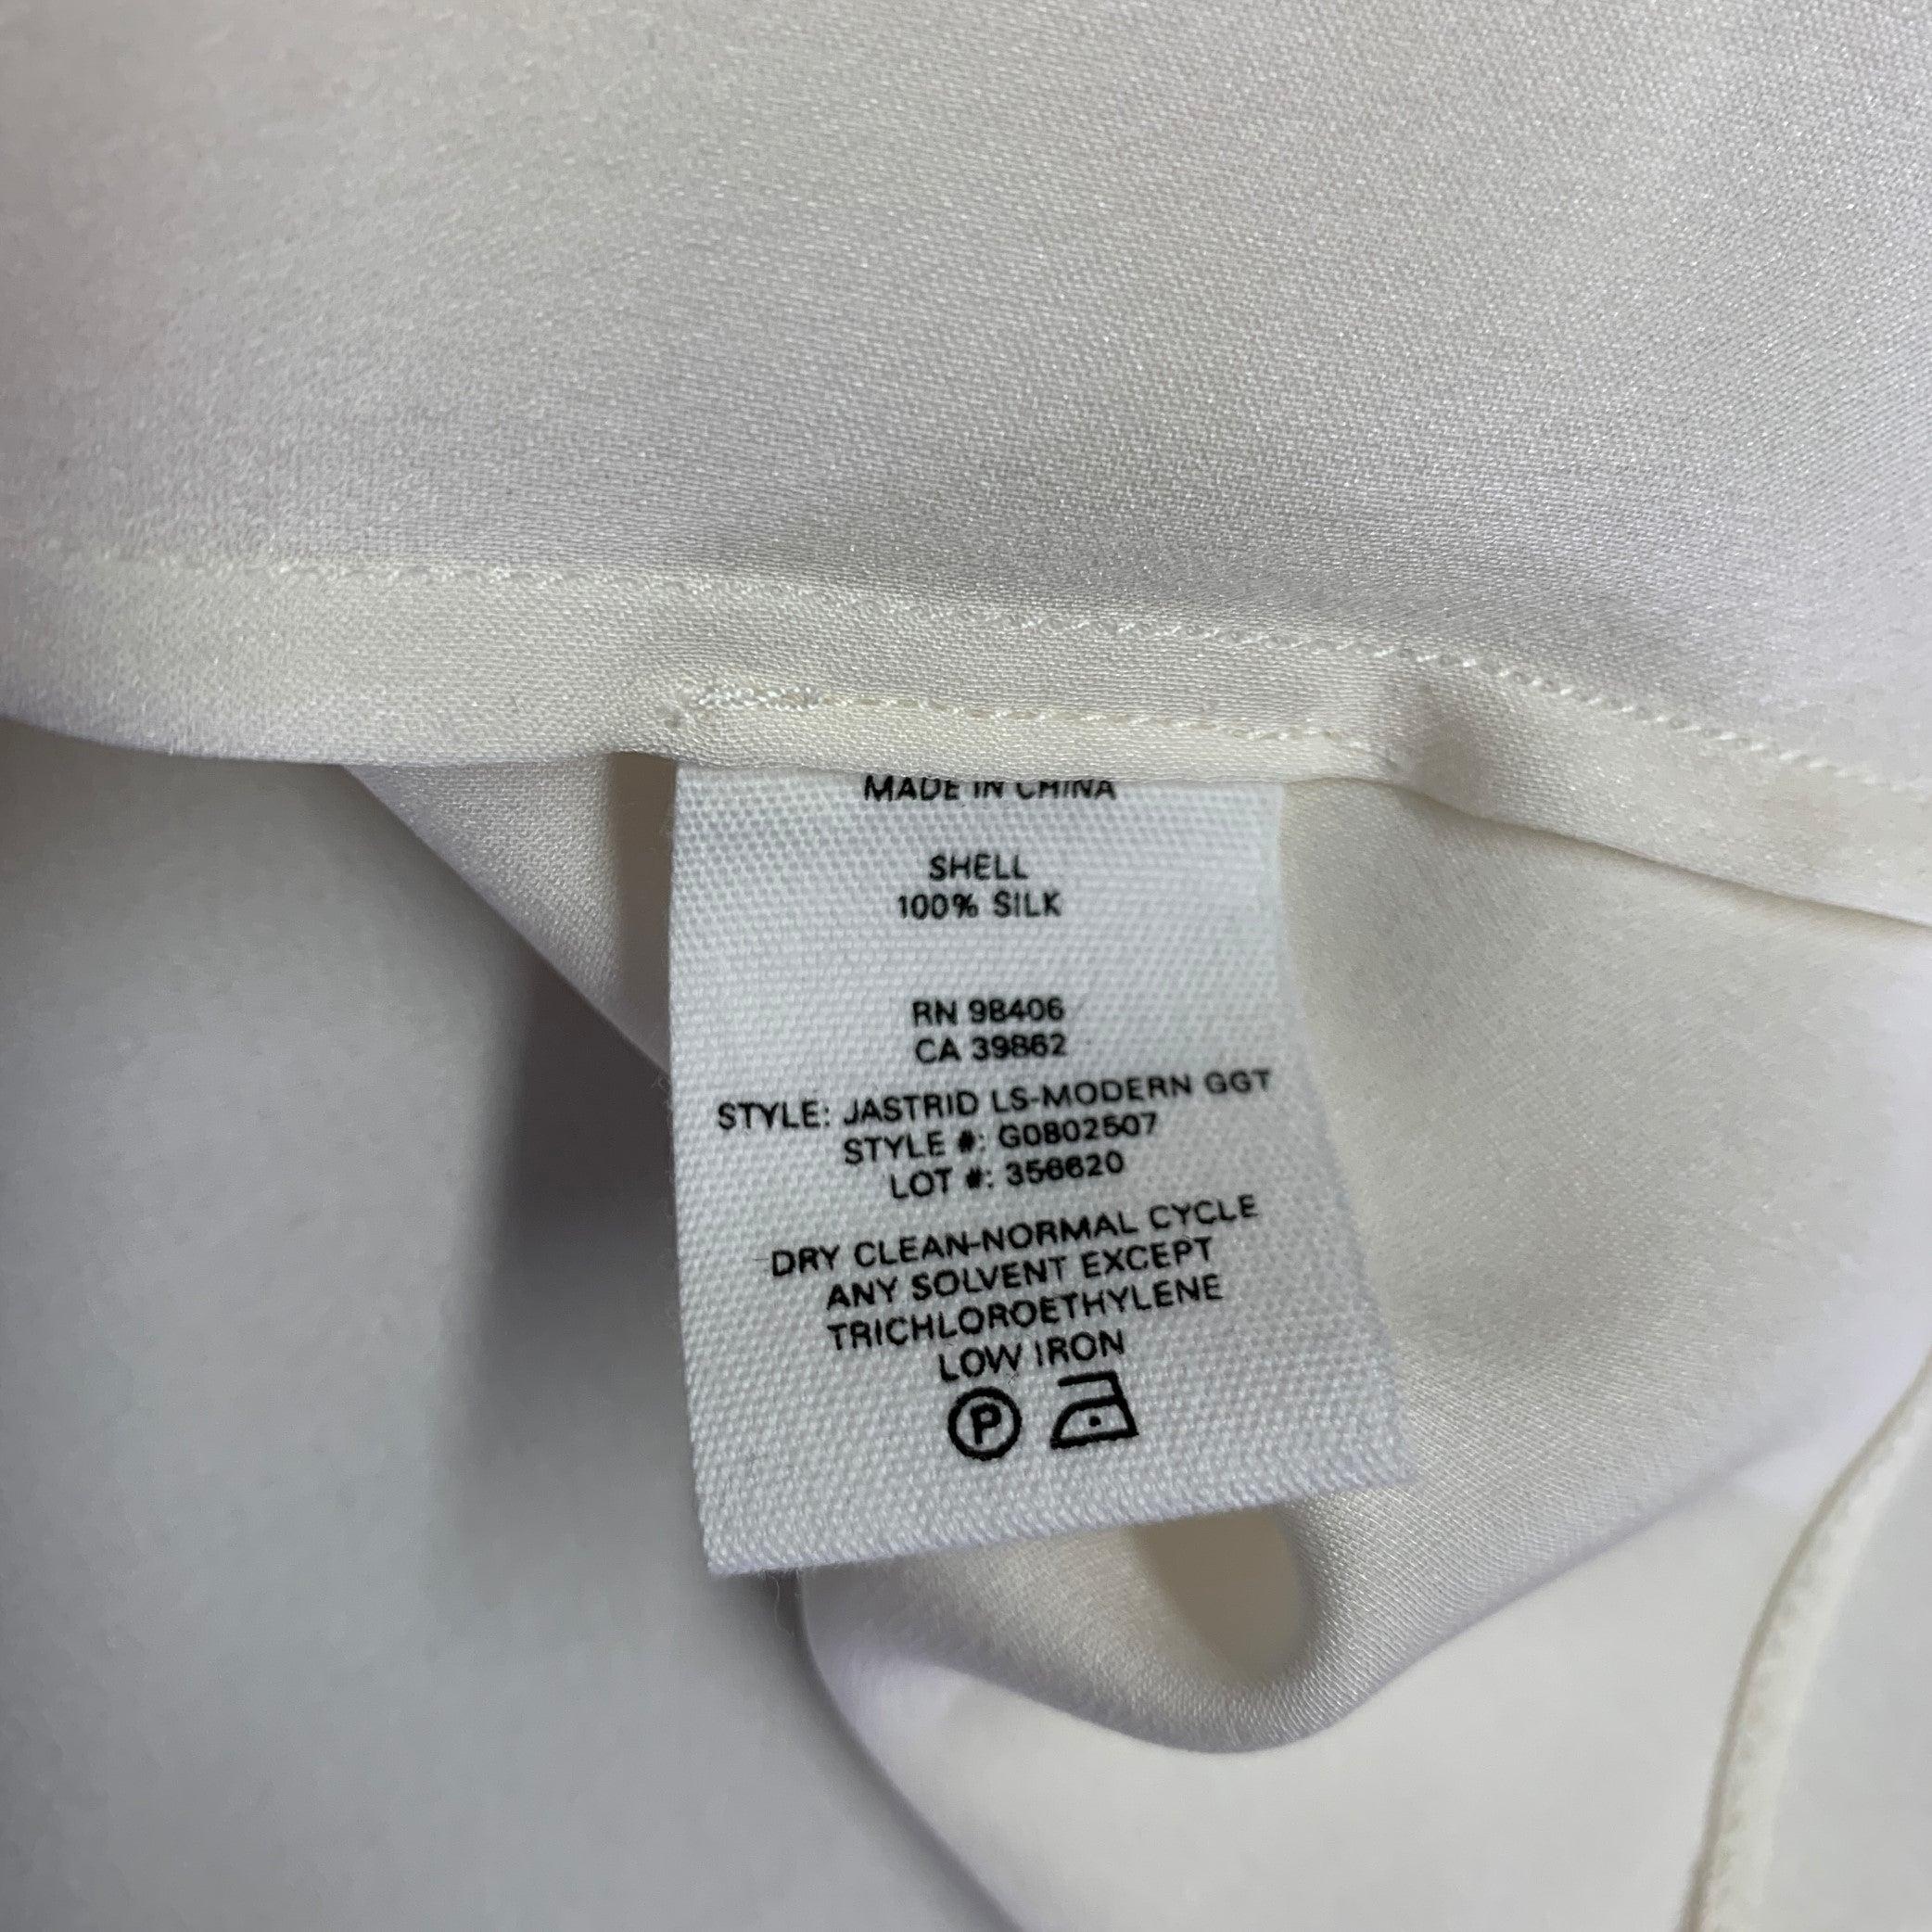 MADE IN CHINA
SHELL
100% SILK
RN 98406
CA 39862
STYLE: JASTRID LS-MODERN GGT
STYLE #: G0802507
LOT #: 356620
DRY CLEAN-NORMAL CYCLE
ANY SOLVENT EXCEPT
TRICHLOROETHYLENE
LOW IRON
P